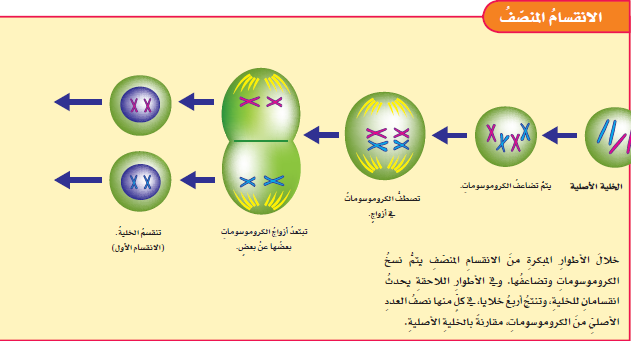 الانقسامُ المنصّفُ
الخلية الأصلية
يتمّ تضاعفُ الكروموسوماتِ.
تصطفُّ الكروموسوماتُ
في أزواجٍ.
تبتعدُ أزواجُ الكروموسوماتِ
بعضُها عنْ بعضٍ.
تنقسمُ الخليةُ.
(الانقسام الأول)
خلالَ الأطوارِ المبكرةِ منَ الانقسامِ المنصّفِ يتمُّ نسخُ
الكروموسوماتِ وتضاعفُها. وفي الأطوارِ اللاحقةِ يحدثُ
انقسامانِ للخليةِ، وتنتجُ أربعُ خلايا، في كلٍّ منها نصفُ العددِ
الأصليّ منَ الكروموسوماتِ، مقارنةً بالخليةِ الأصليةِ.